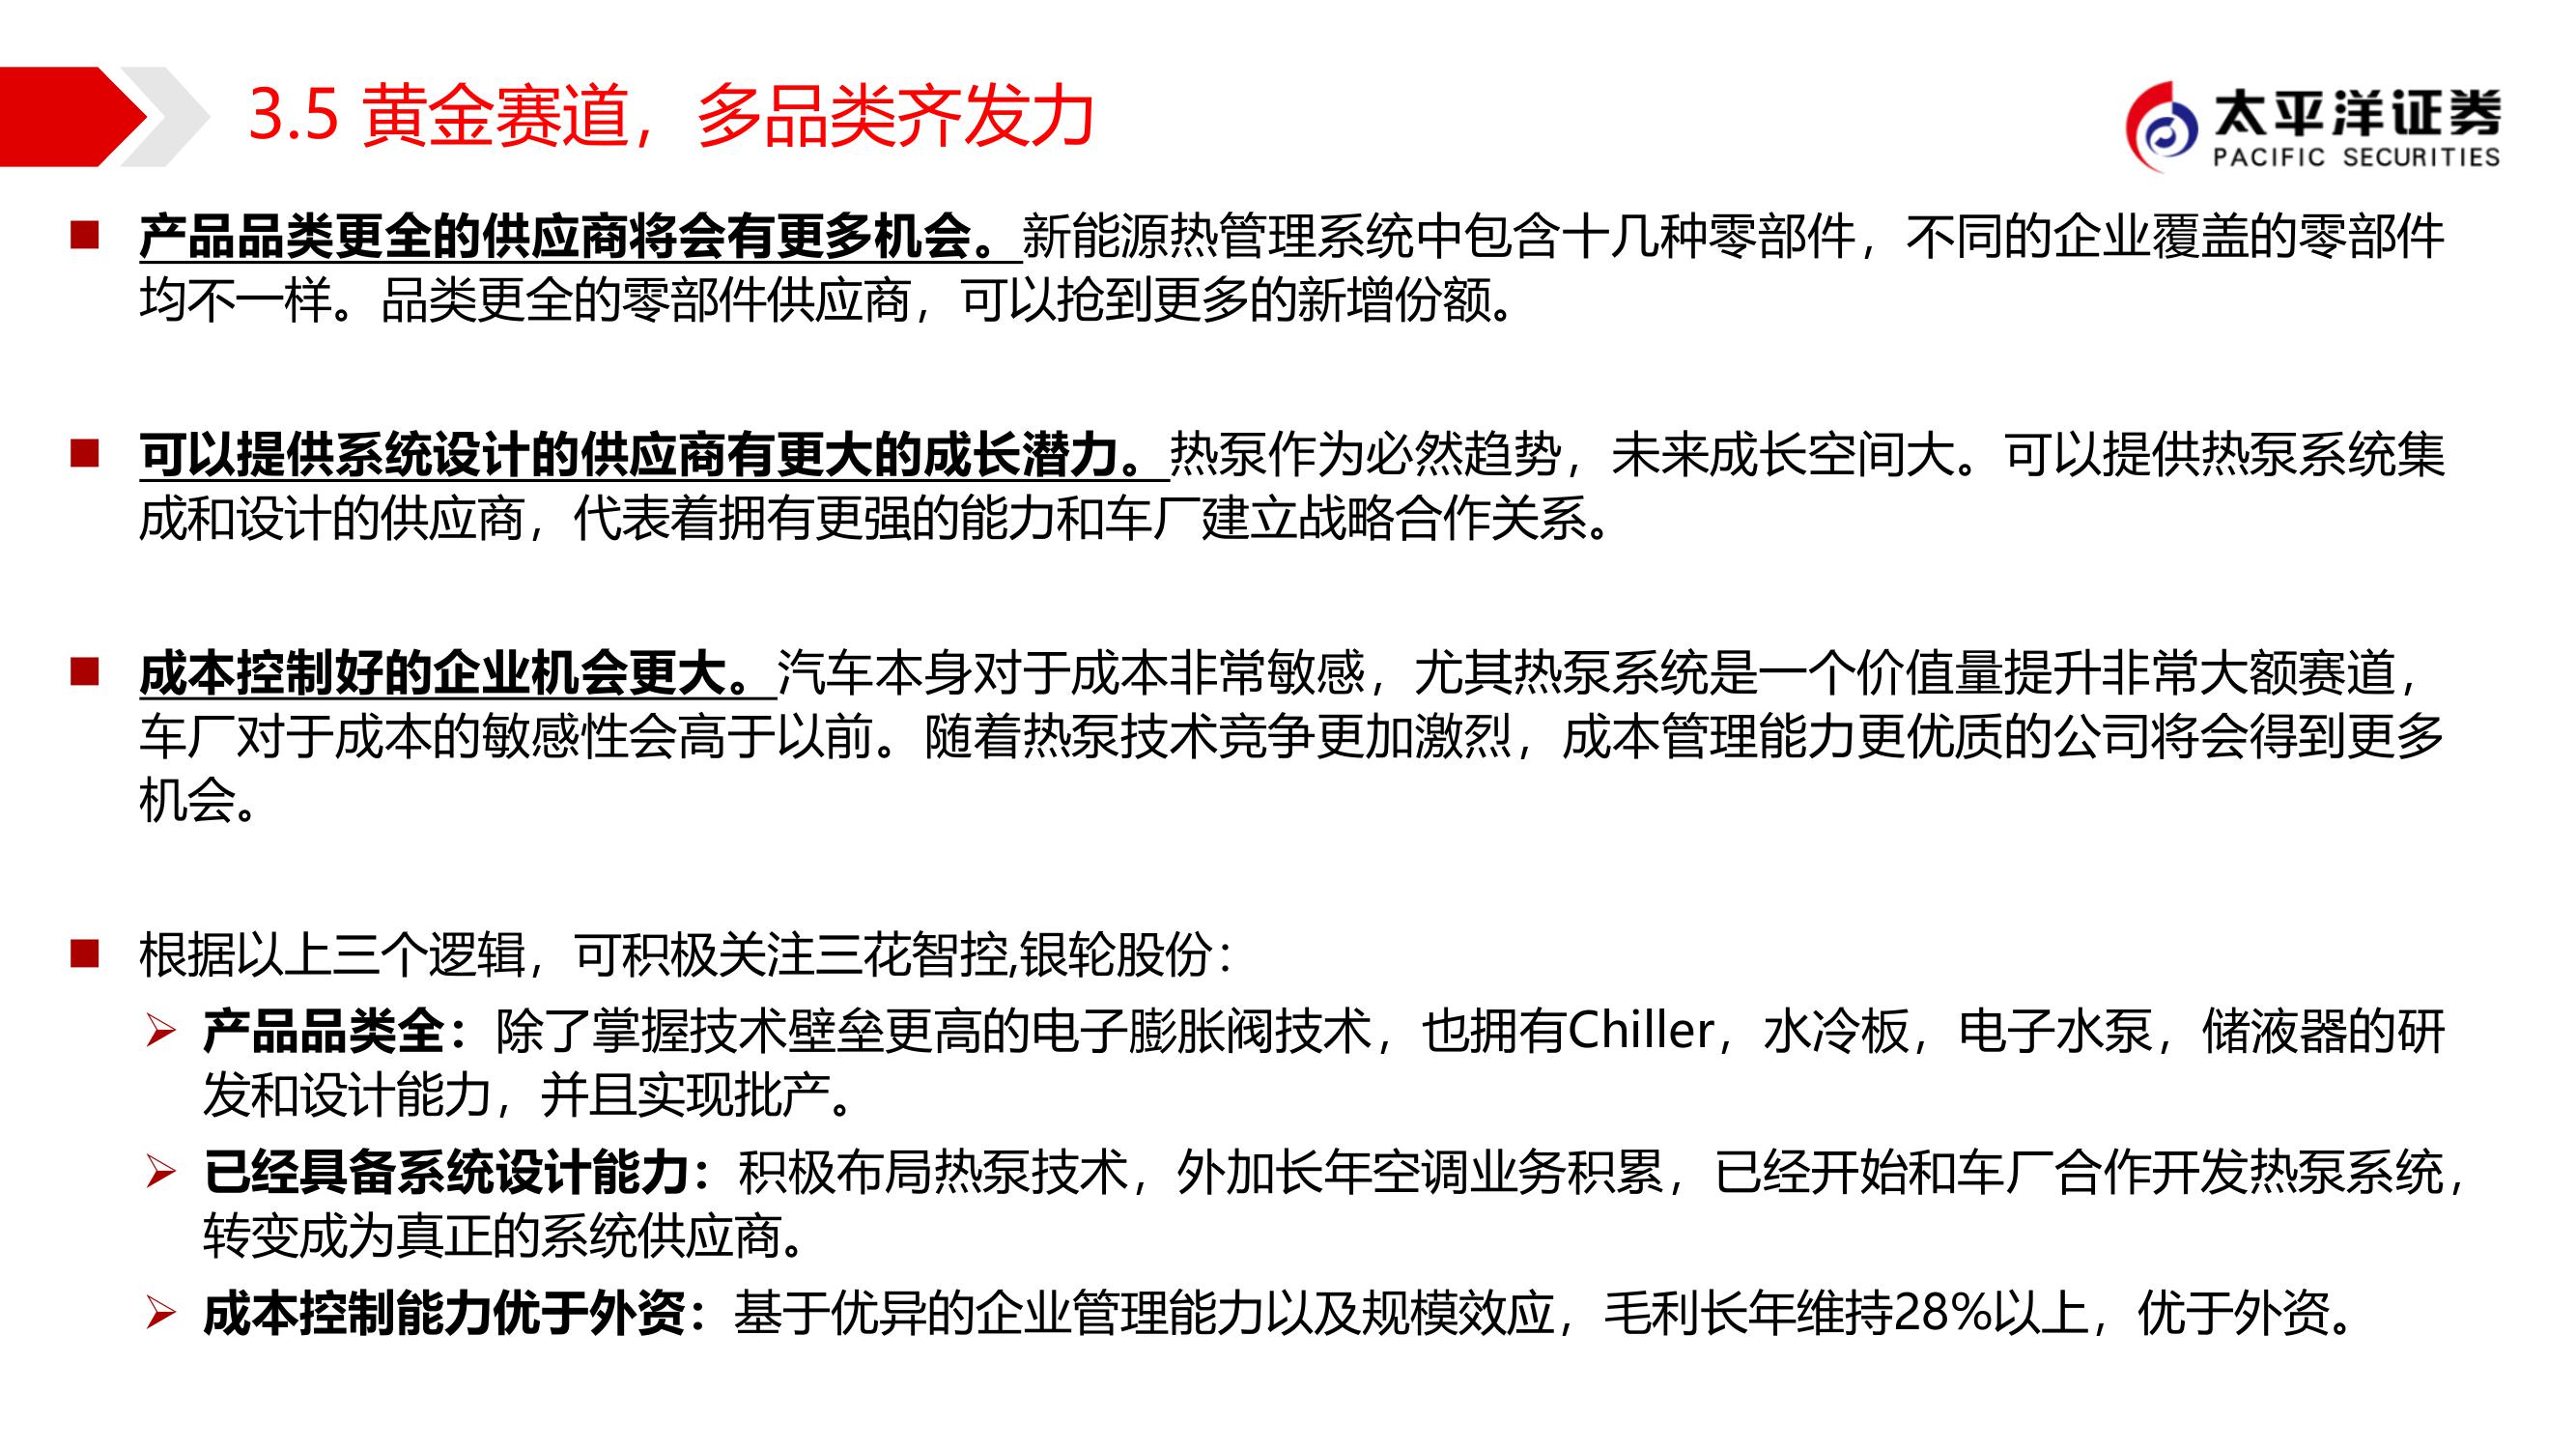 3.5 黄金赛道，多品类齐发力
太平洋证券
PACIFIC SECURITIES
产品品类更全的供应商将会有更多机会。新能源热管理系统中包含十几种零部件，不同的企业覆盖的零部件
均不一样。品类更全的零部件供应商，可以抢到更多的新增份额。
可以提供系统设计的供应商有更大的成长潜力。热泵作为必然趋势，未来成长空间大。可以提供热泵系统集
成和设计的供应商，代表着拥有更强的能力和车厂建立战略合作关系。
成本控制好的企业机会更大。汽车本身对于成本非常敏感，尤其热泵系统是一个价值量提升非常大额赛道，
车厂对于成本的敏感性会高于以前。随着热泵技术竞争更加激烈，成本管理能力更优质的公司将会得到更多
机会。
根据以上三个逻辑，可积极关注三花智控,银轮股份：
产品品类全：除了掌握技术壁垒更高的电子膨胀阀技术，也拥有Chiller，水冷板，电子水泵，储液器的研
发和设计能力，并且实现批产。
已经具备系统设计能力：积极布局热泵技术，外加长年空调业务积累，已经开始和车厂合作开发热泵系统，
转变成为真正的系统供应商。
成本控制能力优于外资：基于优异的企业管理能力以及规模效应，毛利长年维持28%以上，优于外资。